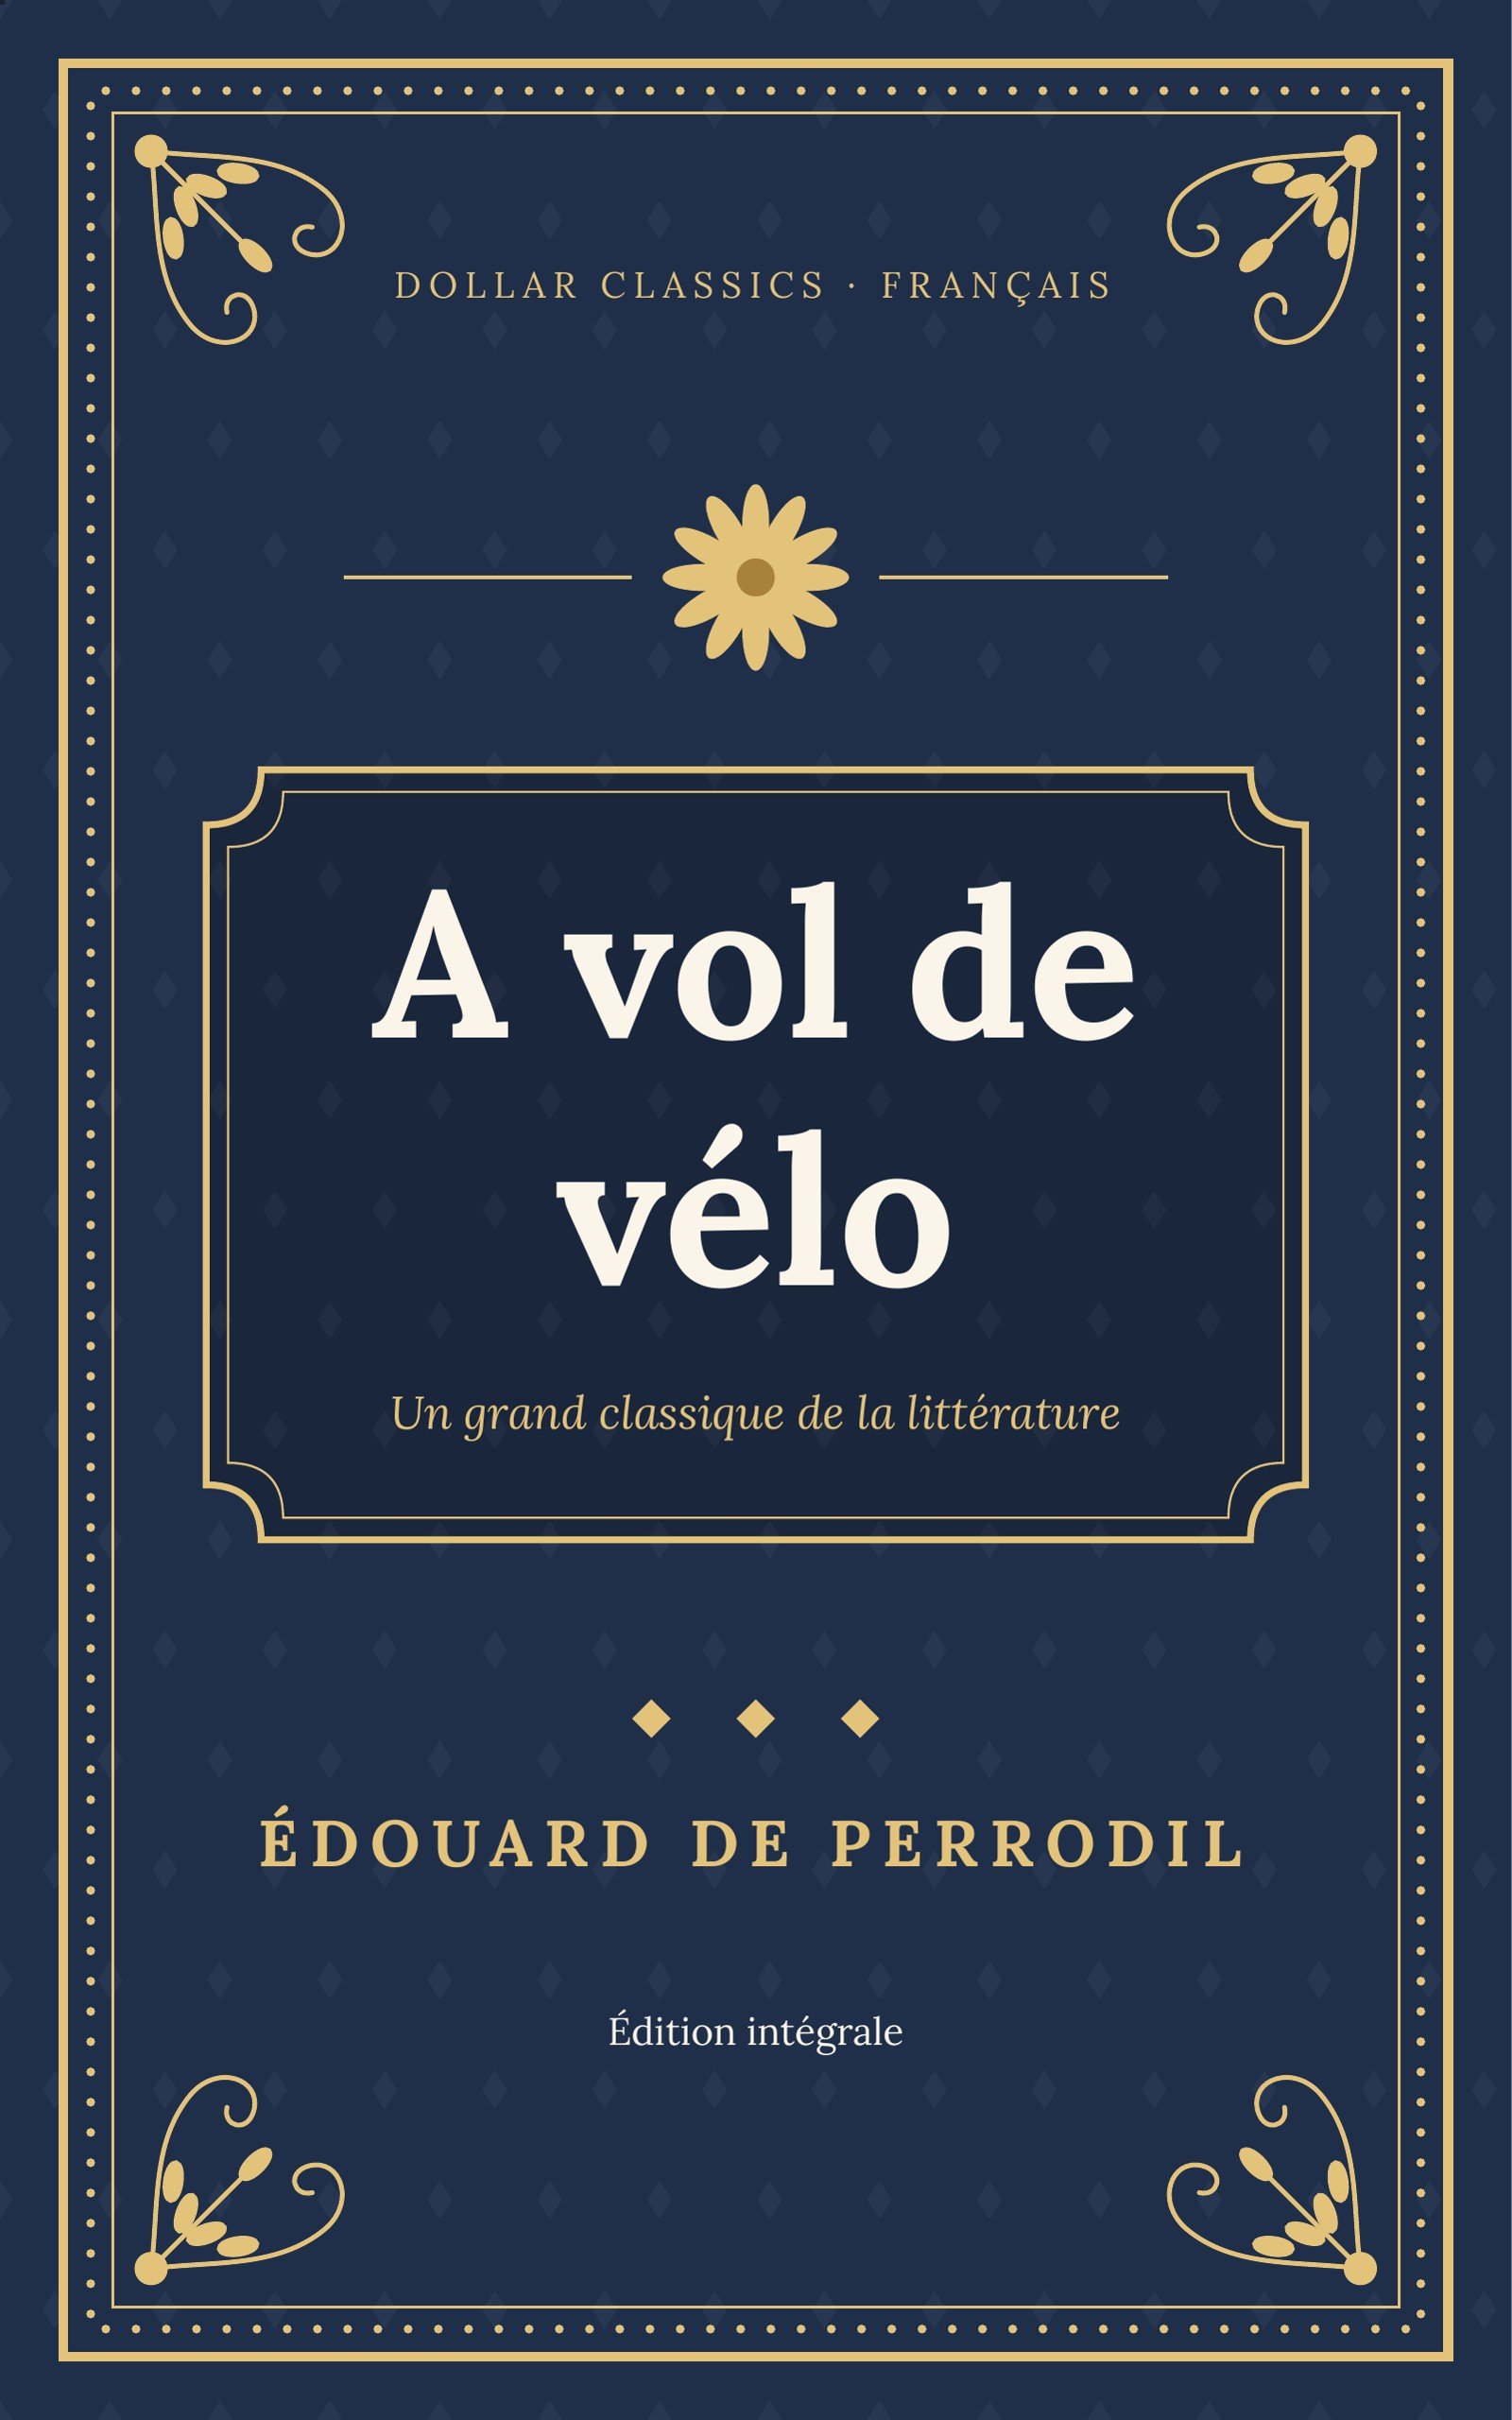 DOLLAR CLASSICS · FRANÇAIS
A vol de
vélo
Un grand classique de la littérature
ÉDOUARD DE PERRODIL
Édition intégrale